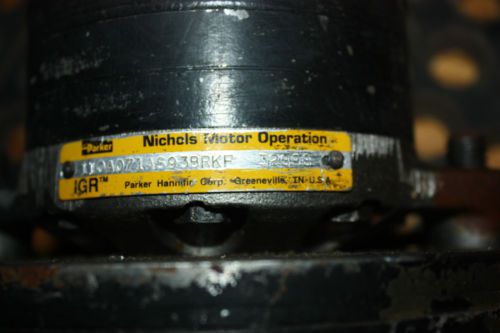 Parker
Nichols Motor Operation
IGR™
Parker Hannifin Corp. Greeneville, TN U.S.A.